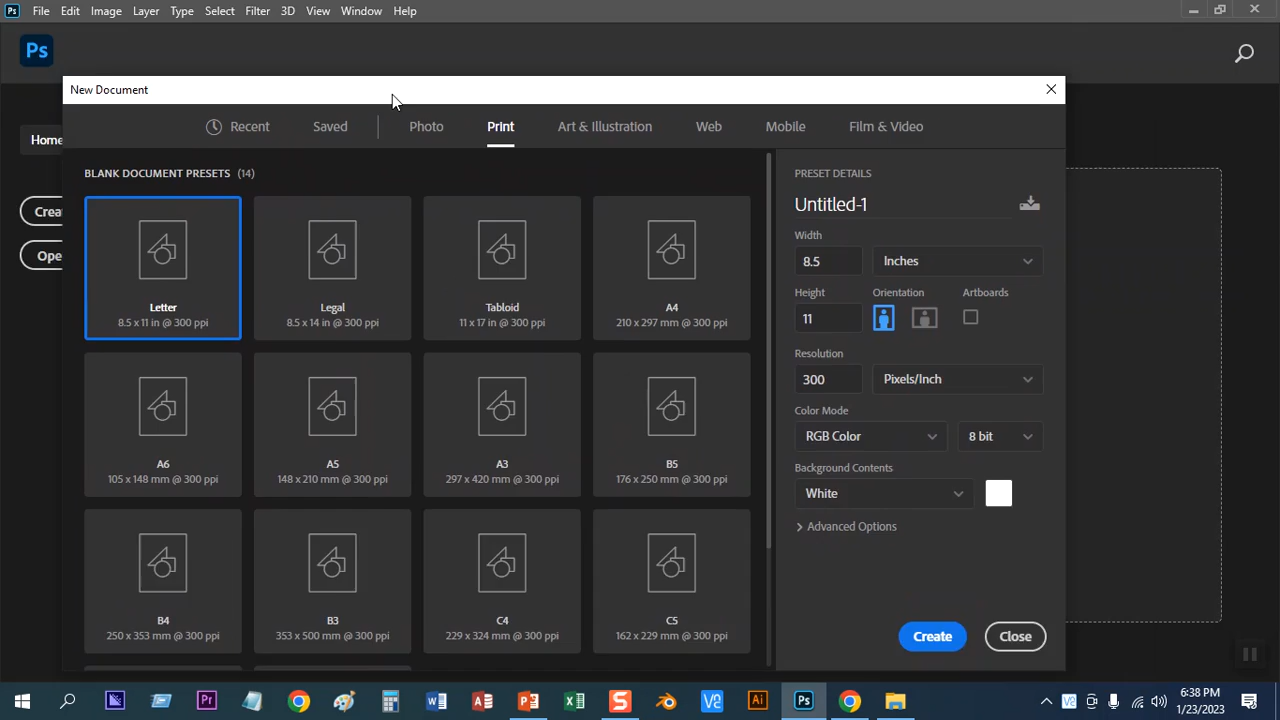 Ps File Edit Image Layer Type Select Filter 3D View Window Help
Ps
New Document
Recent Saved Photo Print Art & Illustration Web Mobile Film & Video
Home
Crea
Ope
BLANK DOCUMENT PRESETS (14)
Letter
8.5 x 11 in @ 300 ppi
Legal
8.5 x 14 in @ 300 ppi
Tabloid
11 x 17 in @ 300 ppi
A4
210 x 297 mm @ 300 ppi
A6
105 x 148 mm @ 300 ppi
A5
148 x 210 mm @ 300 ppi
A3
297 x 420 mm @ 300 ppi
B5
176 x 250 mm @ 300 ppi
B4
250 x 353 mm @ 300 ppi
B3
353 x 500 mm @ 300 ppi
C4
229 x 324 mm @ 300 ppi
C5
162 x 229 mm @ 300 ppi
PRESET DETAILS
Untitled-1
Width
8.5 Inches
Height Orientation Artboards
11
Resolution
300 Pixels/Inch
Color Mode
RGB Color 8 bit
Background Contents
White
Advanced Options
Create Close
Pr W A P X S V2 Ai Ps
6:38 PM
1/23/2023